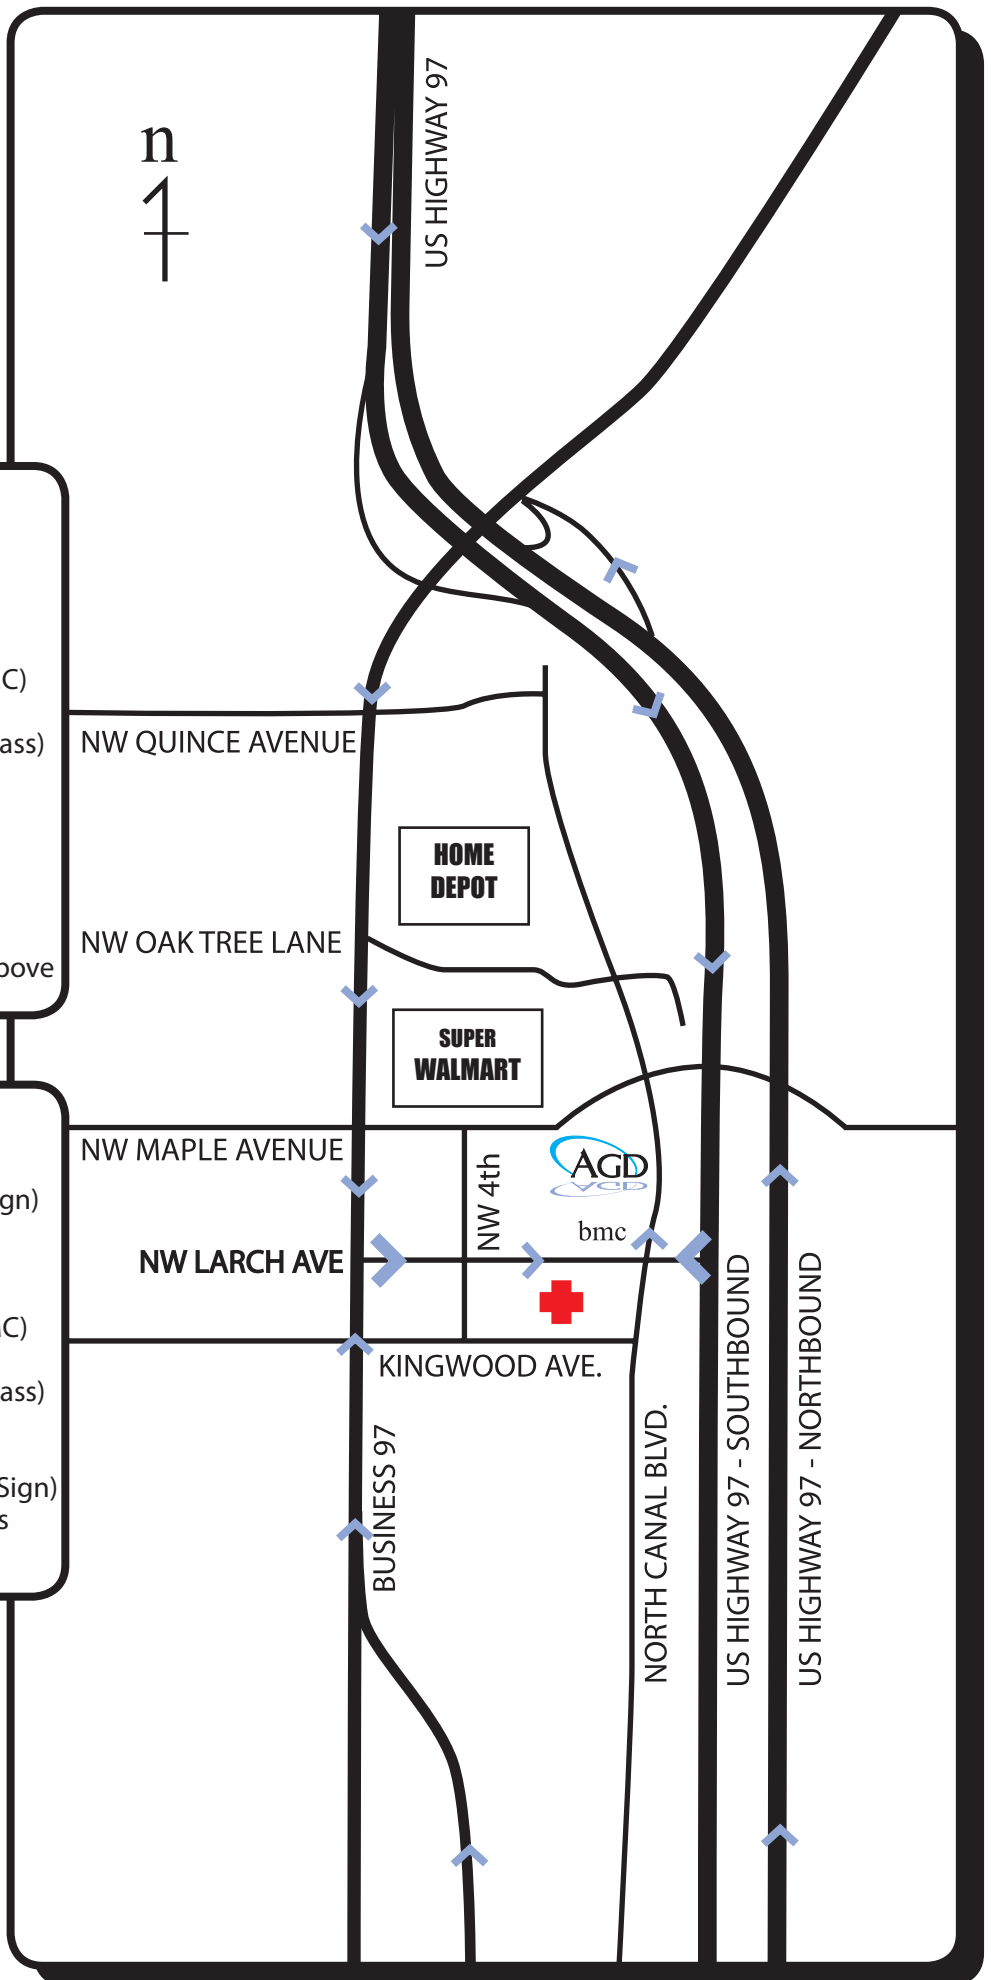 US HIGHWAY 97
n
C)
ass)
NW QUINCE AVENUE
HOME
DEPOT
NW OAK TREE LANE
bove
SUPER
WALMART
NW MAPLE AVENUE
NW 4th
AGD
gn)
bmc
NW LARCH AVE
C)
KINGWOOD AVE.
ass)
BUSINESS 97
NORTH CANAL BLVD.
US HIGHWAY 97 - SOUTHBOUND
US HIGHWAY 97 - NORTHBOUND
Sign)
s